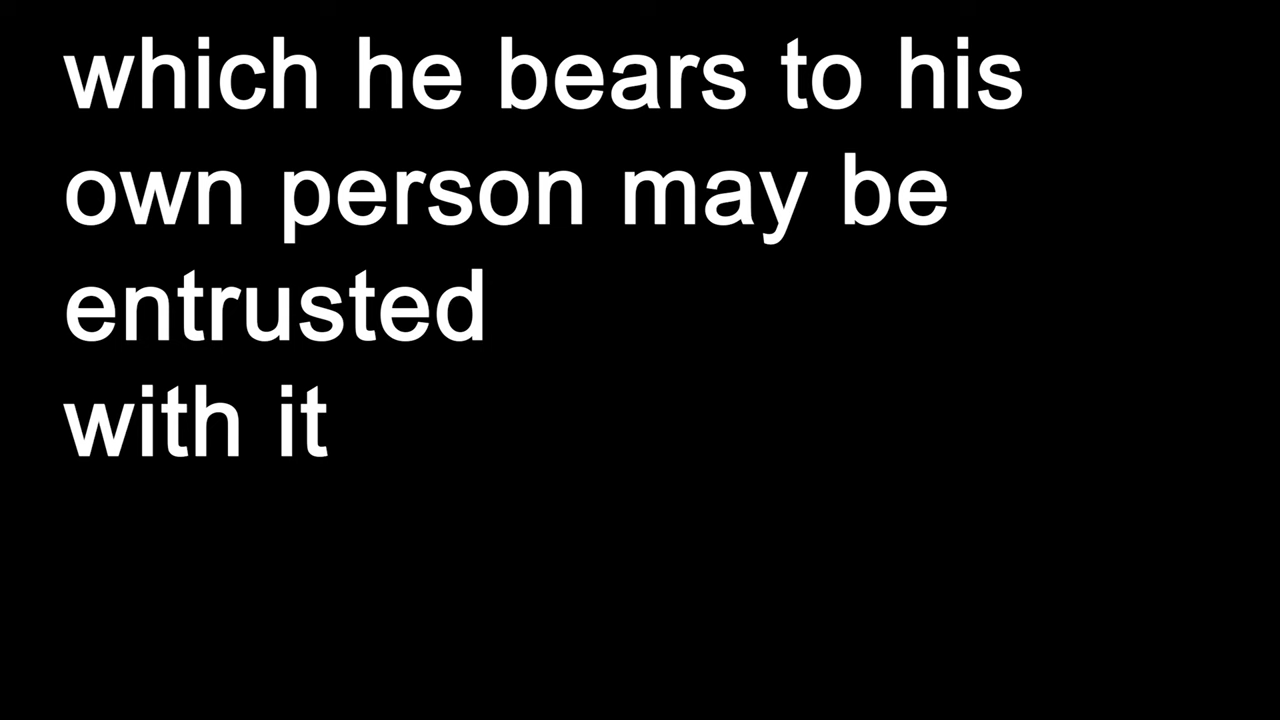 which he bears to his
own person may be
entrusted
with it